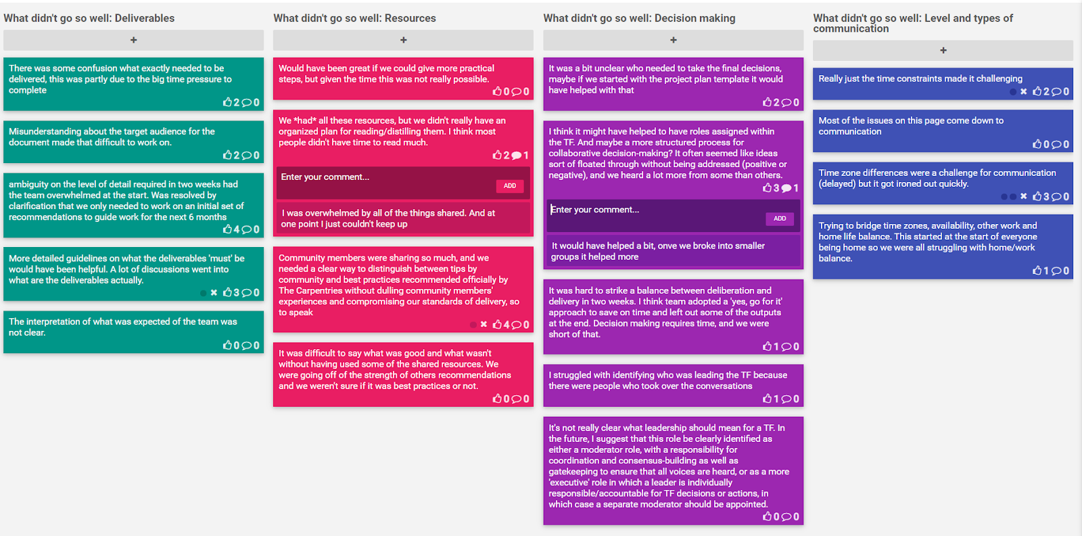 What didn't go so well: Deliverables
+
There was some confusion what exactly needed to be
delivered, this was partly due to the big time pressure to
complete
2 0
Misunderstanding about the target audience for the
document made that difficult to work on.
2 0
ambiguity on the level of detail required in two weeks had
the team overwhelmed at the start. Was resolved by
clarification that we only needed to work on an initial set of
recommendations to guide work for the next 6 months
4 0
More detailed guidelines on what the deliverables 'must' be
would have been helpful. A lot of discussions went into
what are the deliverables actually.
3 0
The interpretation of what was expected of the team was
not clear.
0 0
What didn't go so well: Resources
+
Would have been great if we could give more practical
steps, but given the time this was not really possible.
0 0
We *had* all these resources, but we didn't really have an
organized plan for reading/distilling them. I think most
people didn't have time to read much.
2 1
Enter your comment...
ADD
I was overwhelmed by all of the things shared. And at
one point I just couldn't keep up
Community members were sharing so much, and we
needed a clear way to distinguish between tips by
community and best practices recommended officially by
The Carpentries without dulling community members'
experiences and compromising our standards of delivery, so
to speak
4 0
It was difficult to say what was good and what wasn't
without having used some of the shared resources. We
were going off of the strength of others recommendations
and we weren't sure if it was best practices or not.
0 0
What didn't go so well: Decision making
+
It was a bit unclear who needed to take the final decisions,
maybe if we started with the project plan template it would
have helped with that
2 0
I think it might have helped to have roles assigned within
the TF. And maybe a more structured process for
collaborative decision-making? It often seemed like ideas
sort of floated through without being addressed (positive or
negative), and we heard a lot more from some than others.
3 1
Enter your comment...
ADD
It would have helped a bit, onve we broke into smaller
groups it helped more
It was hard to strike a balance between deliberation and
delivery in two weeks. I think team adopted a 'yes, go for it'
approach to save on time and left out some of the outputs
at the end. Decision making requires time, and we were
short of that.
1 0
I struggled with identifying who was leading the TF because
there were people who took over the conversations
1 0
It's not really clear what leadership should mean for a TF. In
the future, I suggest that this role be clearly identified as
either a moderator role, with a responsibility for
coordination and consensus-building as well as
gatekeeping to ensure that all voices are heard, or as a more
'executive' role in which a leader is individually
responsible/accountable for TF decisions or actions, in
which case a separate moderator should be appointed.
0 0
What didn't go so well: Level and types of
communication
+
Really just the time constraints made it challenging
2 0
Most of the issues on this page come down to
communication
0 0
Time zone differences were a challenge for communication
(delayed) but it got ironed out quickly.
3 0
Trying to bridge time zones, availability, other work and
home life balance. This started at the start of everyone
being home so we were all struggling with home/work
balance.
1 0